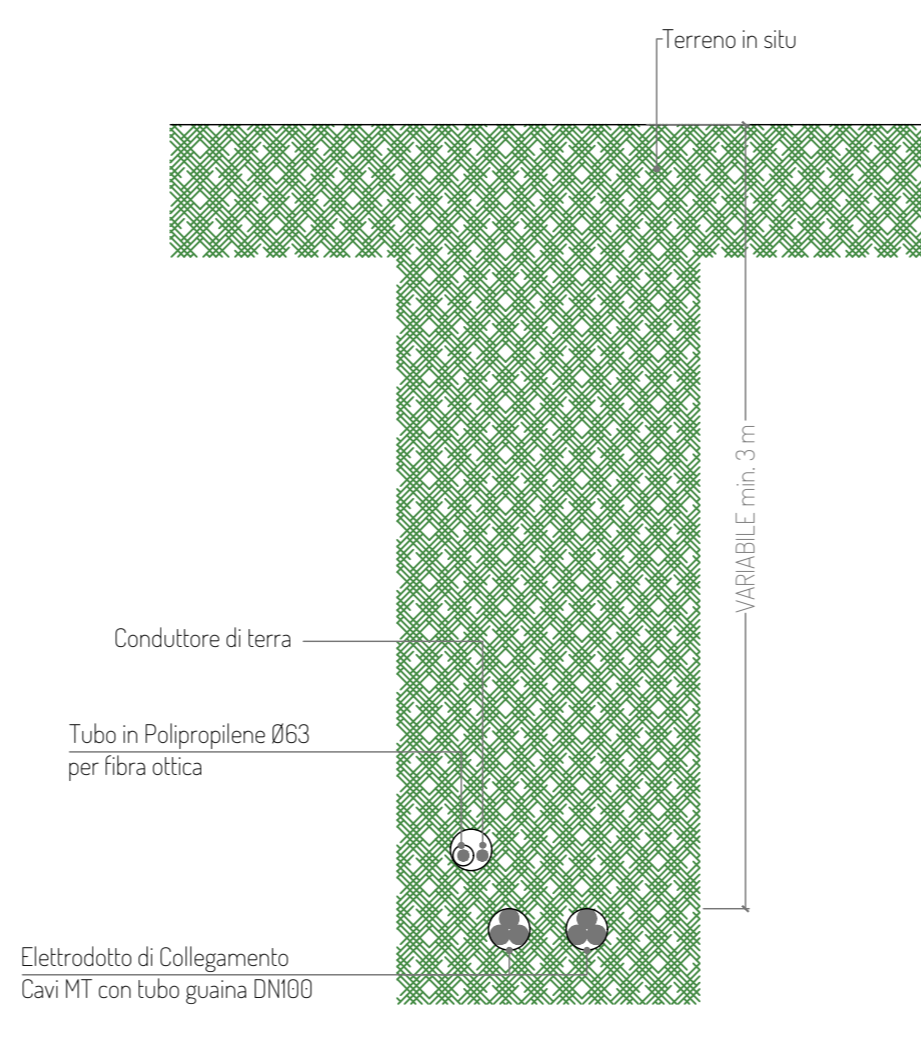 Terreno in situ
VARIABILE min. 3 m
Conduttore di terra
Tubo in Polipropilene Ø63
per fibra ottica
Elettrodotto di Collegamento
Cavi MT con tubo guaina DN100